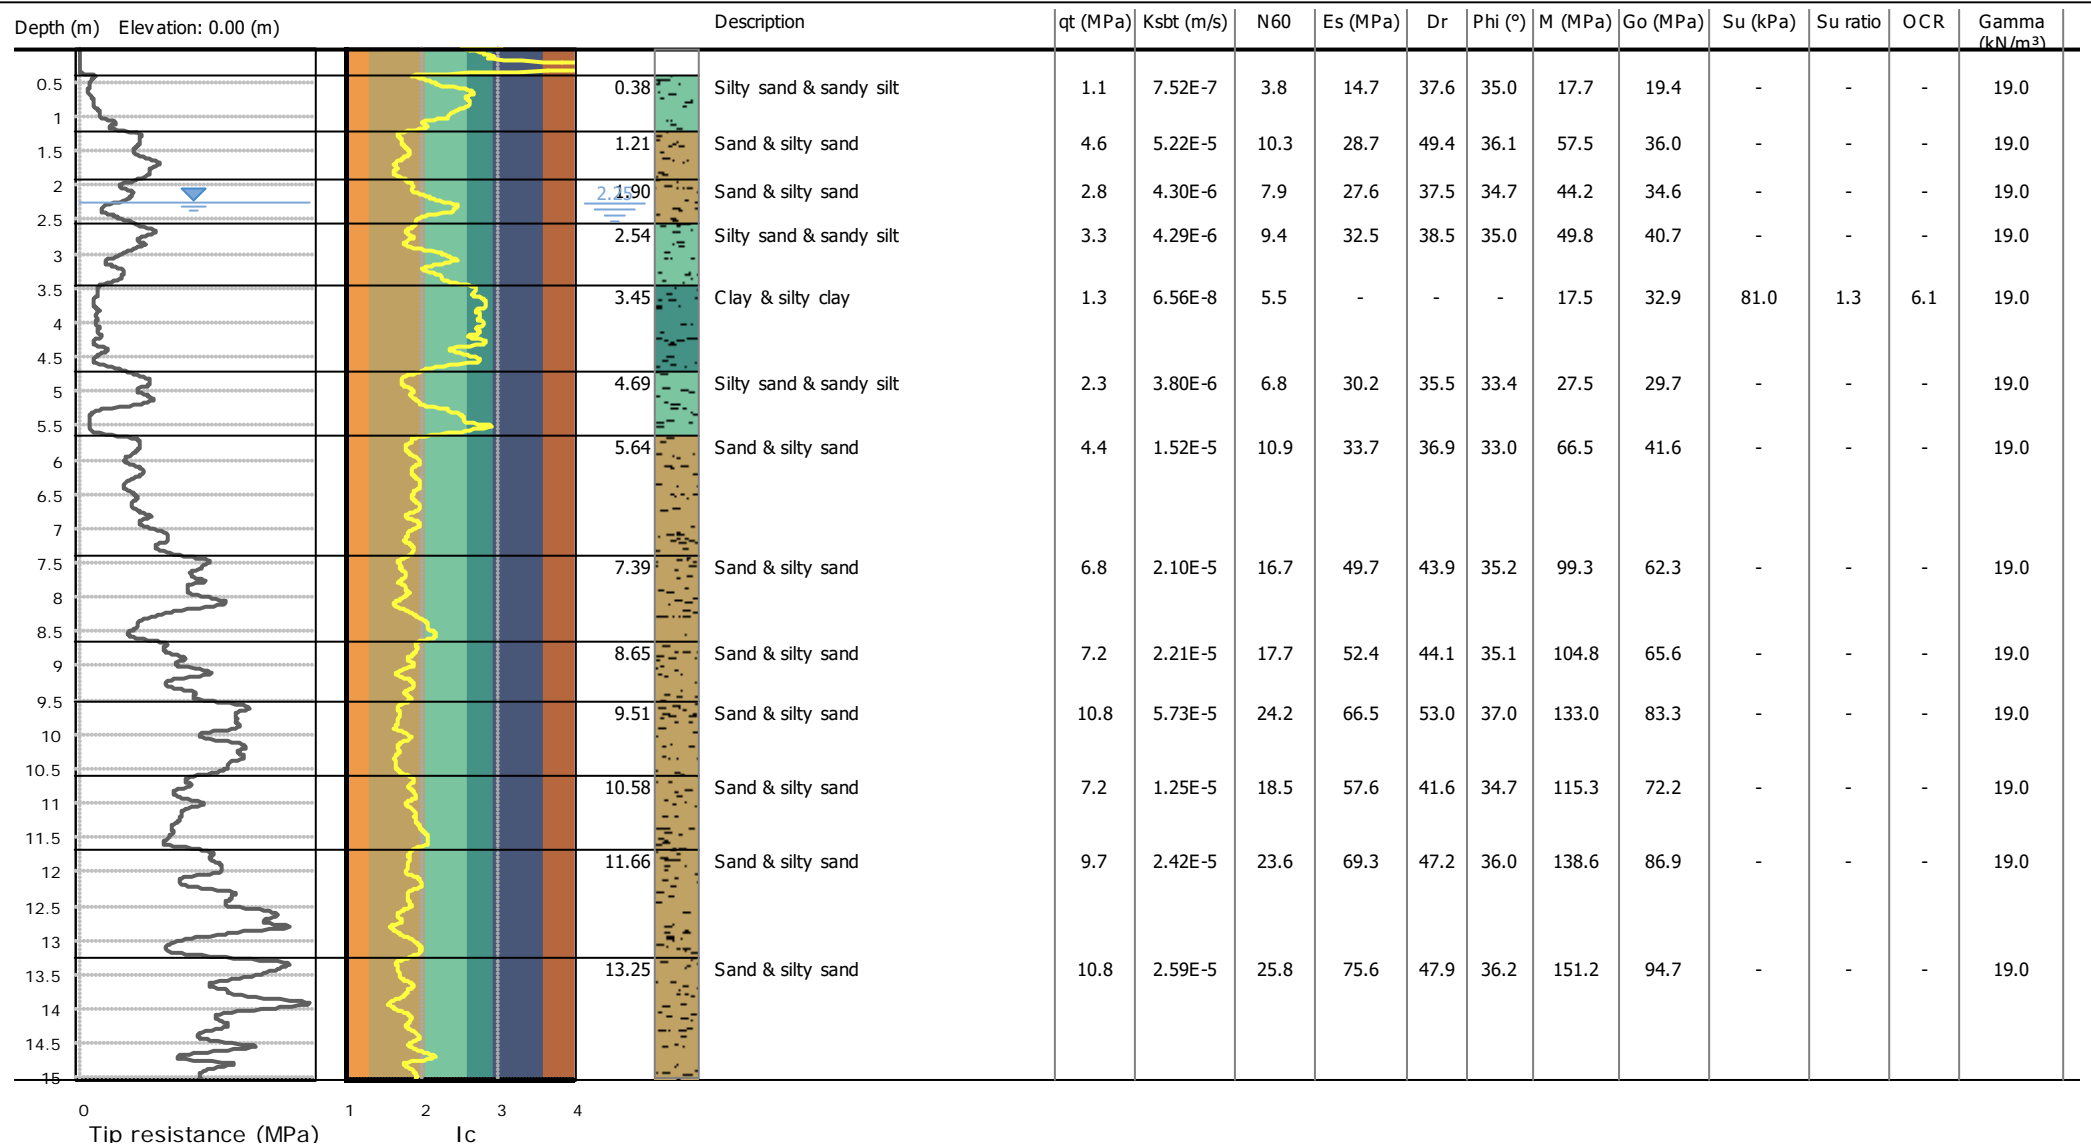 Depth (m) Elevation: 0.00 (m) Description qt (MPa) Ksbt (m/s) N60 Es (MPa) Dr Phi (°) M (MPa) Go (MPa) Su (kPa) Su ratio OCR Gamma (kN/m³)
0.5 0.38 Silty sand & sandy silt 1.1 7.52E-7 3.8 14.7 37.6 35.0 17.7 19.4 - - - 19.0
1
1.5 1.21 Sand & silty sand 4.6 5.22E-5 10.3 28.7 49.4 36.1 57.5 36.0 - - - 19.0
2 2.25 1.90 Sand & silty sand 2.8 4.30E-6 7.9 27.6 37.5 34.7 44.2 34.6 - - - 19.0
2.5 2.54 Silty sand & sandy silt 3.3 4.29E-6 9.4 32.5 38.5 35.0 49.8 40.7 - - - 19.0
3
3.5 3.45 Clay & silty clay 1.3 6.56E-8 5.5 - - - 17.5 32.9 81.0 1.3 6.1 19.0
4
4.5
5 4.69 Silty sand & sandy silt 2.3 3.80E-6 6.8 30.2 35.5 33.4 27.5 29.7 - - - 19.0
5.5
6 5.64 Sand & silty sand 4.4 1.52E-5 10.9 33.7 36.9 33.0 66.5 41.6 - - - 19.0
6.5
7
7.5 7.39 Sand & silty sand 6.8 2.10E-5 16.7 49.7 43.9 35.2 99.3 62.3 - - - 19.0
8
8.5
9 8.65 Sand & silty sand 7.2 2.21E-5 17.7 52.4 44.1 35.1 104.8 65.6 - - - 19.0
9.5 9.51 Sand & silty sand 10.8 5.73E-5 24.2 66.5 53.0 37.0 133.0 83.3 - - - 19.0
10
10.5
11 10.58 Sand & silty sand 7.2 1.25E-5 18.5 57.6 41.6 34.7 115.3 72.2 - - - 19.0
11.5
12 11.66 Sand & silty sand 9.7 2.42E-5 23.6 69.3 47.2 36.0 138.6 86.9 - - - 19.0
12.5
13
13.5 13.25 Sand & silty sand 10.8 2.59E-5 25.8 75.6 47.9 36.2 151.2 94.7 - - - 19.0
14
14.5
15
0 1 2 3 4
Tip resistance (MPa) Ic